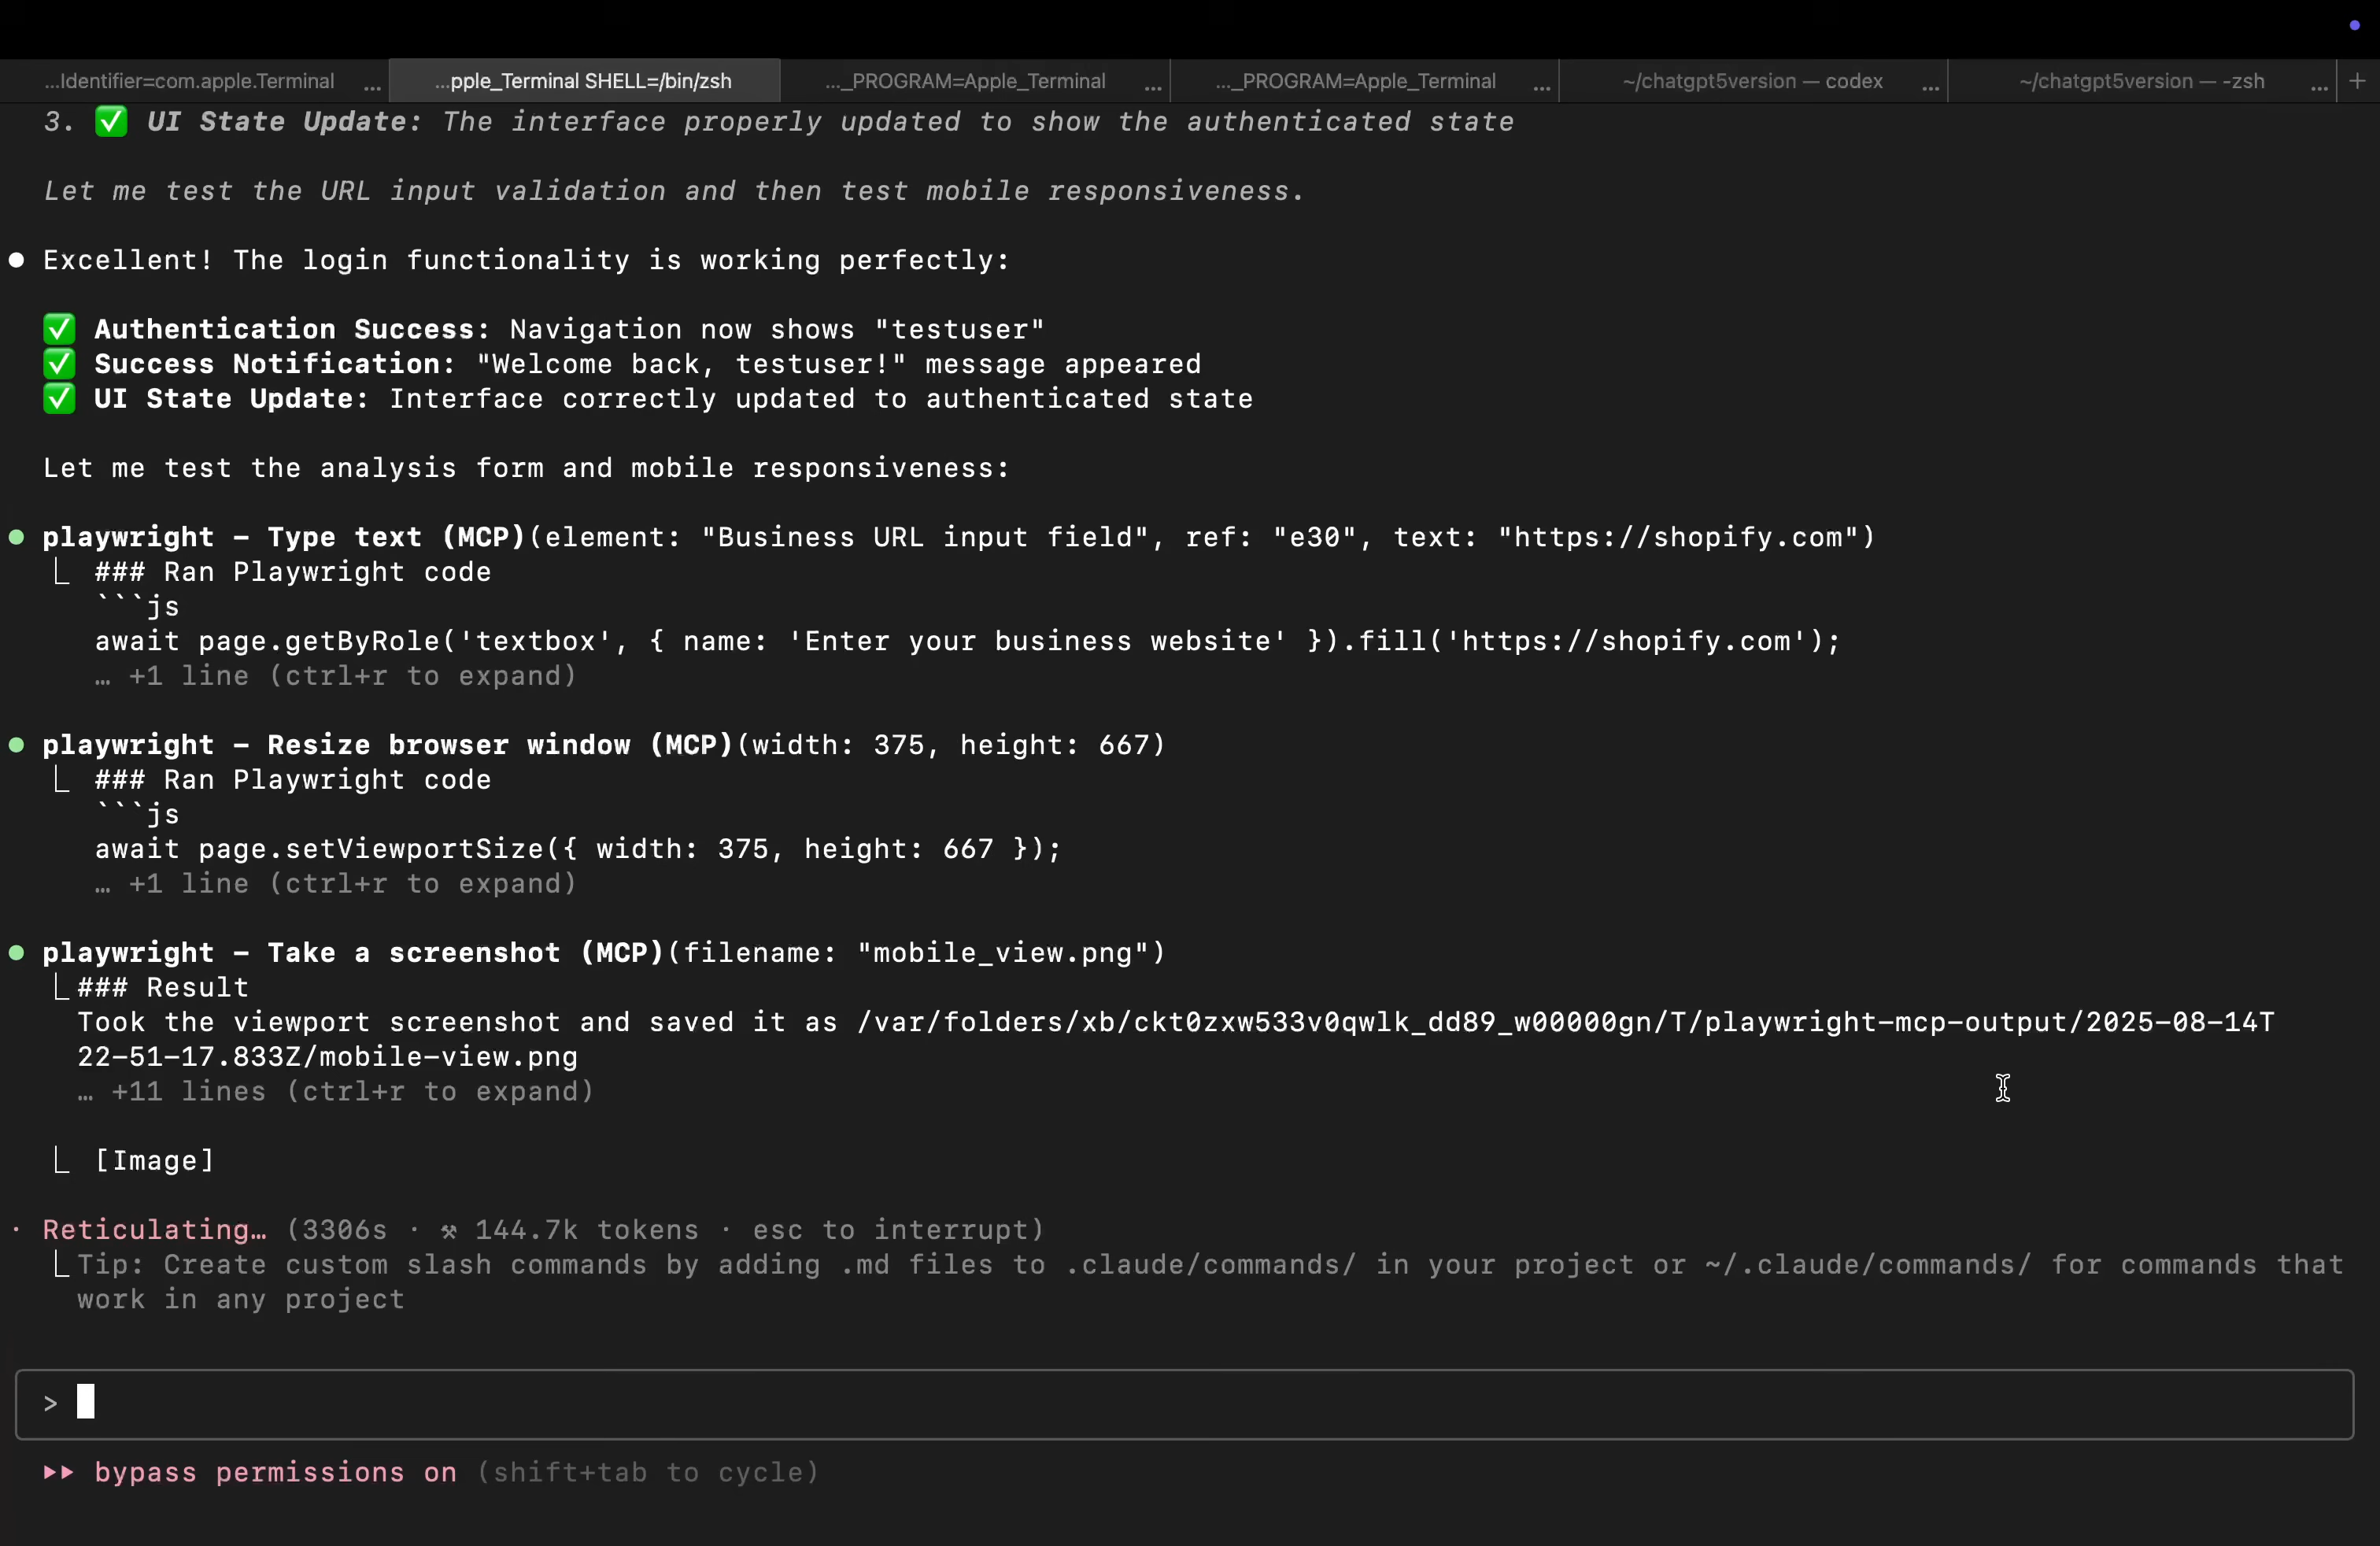 ...Identifier=com.apple.Terminal ... ...pple_Terminal SHELL=/bin/zsh ..._PROGRAM=Apple_Terminal ... ..._PROGRAM=Apple_Terminal ... ~/chatgpt5version — codex ... ~/chatgpt5version — -zsh ... +
3. ✅ UI State Update: The interface properly updated to show the authenticated state
Let me test the URL input validation and then test mobile responsiveness.
● Excellent! The login functionality is working perfectly:
✅ Authentication Success: Navigation now shows "testuser"
✅ Success Notification: "Welcome back, testuser!" message appeared
✅ UI State Update: Interface correctly updated to authenticated state
Let me test the analysis form and mobile responsiveness:
● playwright – Type text (MCP)(element: "Business URL input field", ref: "e30", text: "https://shopify.com")
⎿ ### Ran Playwright code
```js
await page.getByRole('textbox', { name: 'Enter your business website' }).fill('https://shopify.com');
… +1 line (ctrl+r to expand)
● playwright – Resize browser window (MCP)(width: 375, height: 667)
⎿ ### Ran Playwright code
```js
await page.setViewportSize({ width: 375, height: 667 });
… +1 line (ctrl+r to expand)
● playwright – Take a screenshot (MCP)(filename: "mobile_view.png")
⎿ ### Result
Took the viewport screenshot and saved it as /var/folders/xb/ckt0zxw533v0qwlk_dd89_w00000gn/T/playwright-mcp-output/2025-08-14T
22-51-17.833Z/mobile-view.png
… +11 lines (ctrl+r to expand)
⎿ [Image]
· Reticulating… (3306s · ⚒ 144.7k tokens · esc to interrupt)
⎿ Tip: Create custom slash commands by adding .md files to .claude/commands/ in your project or ~/.claude/commands/ for commands that
work in any project
>
⏵⏵ bypass permissions on (shift+tab to cycle)